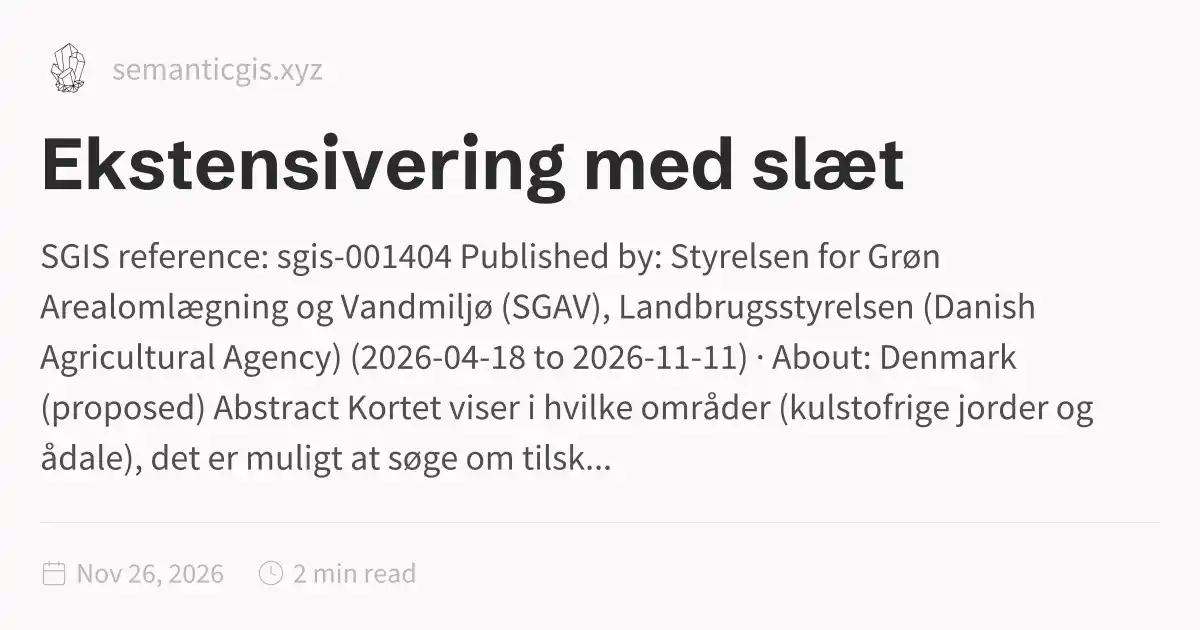 semanticgis.xyz
Ekstensivering med slæt
SGIS reference: sgis-001404 Published by: Styrelsen for Grøn
Arealomlægning og Vandmiljø (SGAV), Landbrugsstyrelsen (Danish
Agricultural Agency) (2026-04-18 to 2026-11-11) · About: Denmark
(proposed) Abstract Kortet viser i hvilke områder (kulstofrige jorder og
ådale), det er muligt at søge om tilsk...
Nov 26, 2026 2 min read